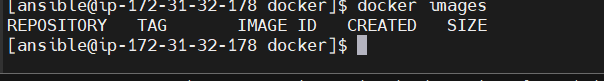 [ansible@ip-172-31-32-178 docker]$ docker images
REPOSITORY   TAG       IMAGE ID   CREATED   SIZE
[ansible@ip-172-31-32-178 docker]$